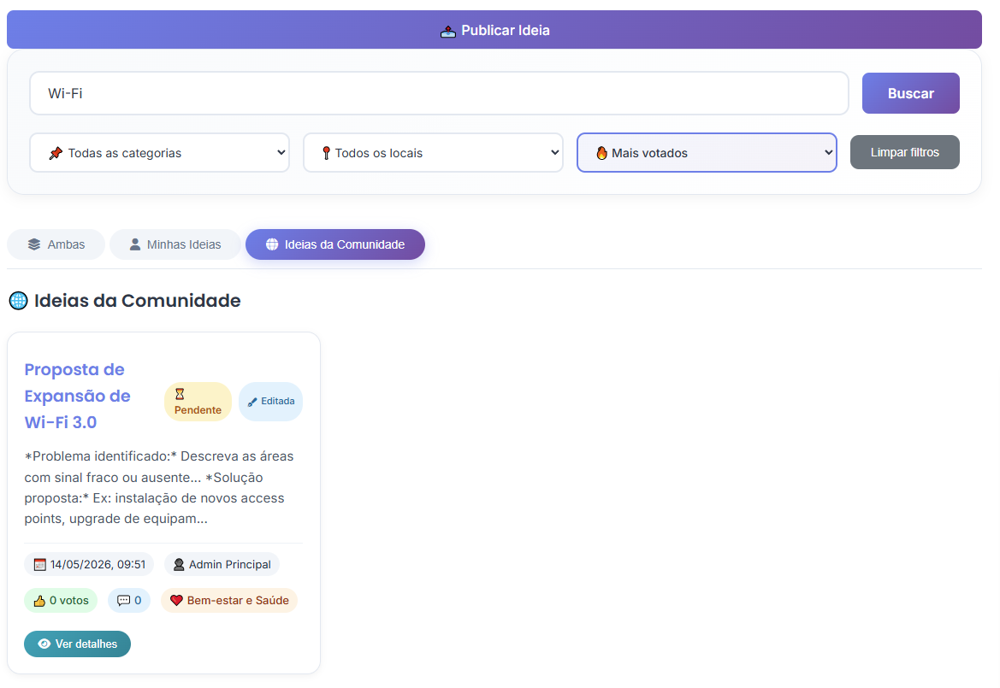 Publicar Ideia
Wi-Fi
Buscar
Todas as categorias
Todos os locais
Mais votados
Limpar filtros
Ambas
Minhas Ideias
Ideias da Comunidade
Ideias da Comunidade
Proposta de
Expansão de
Wi-Fi 3.0
Pendente
Editada
*Problema identificado:* Descreva as áreas
com sinal fraco ou ausente... *Solução
proposta:* Ex: instalação de novos access
points, upgrade de equipam...
14/05/2026, 09:51
Admin Principal
0 votos
0
Bem-estar e Saúde
Ver detalhes